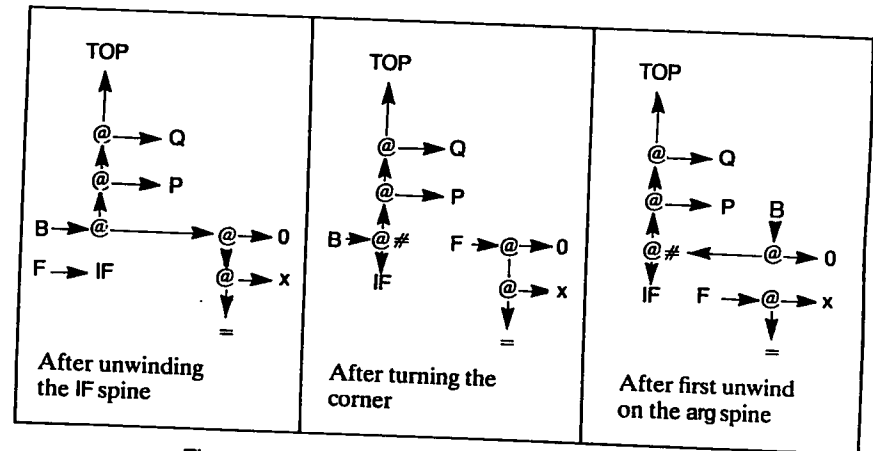 TOP
@ Q
@ P
B @ @ 0
F IF @ x
=
After unwinding
the IF spine
TOP
@ Q
@ P
B @ # F @ 0
IF @ x
=
After turning the
corner
TOP
@ Q
@ P B
@ # @ 0
IF F @ x
=
After first unwind
on the arg spine